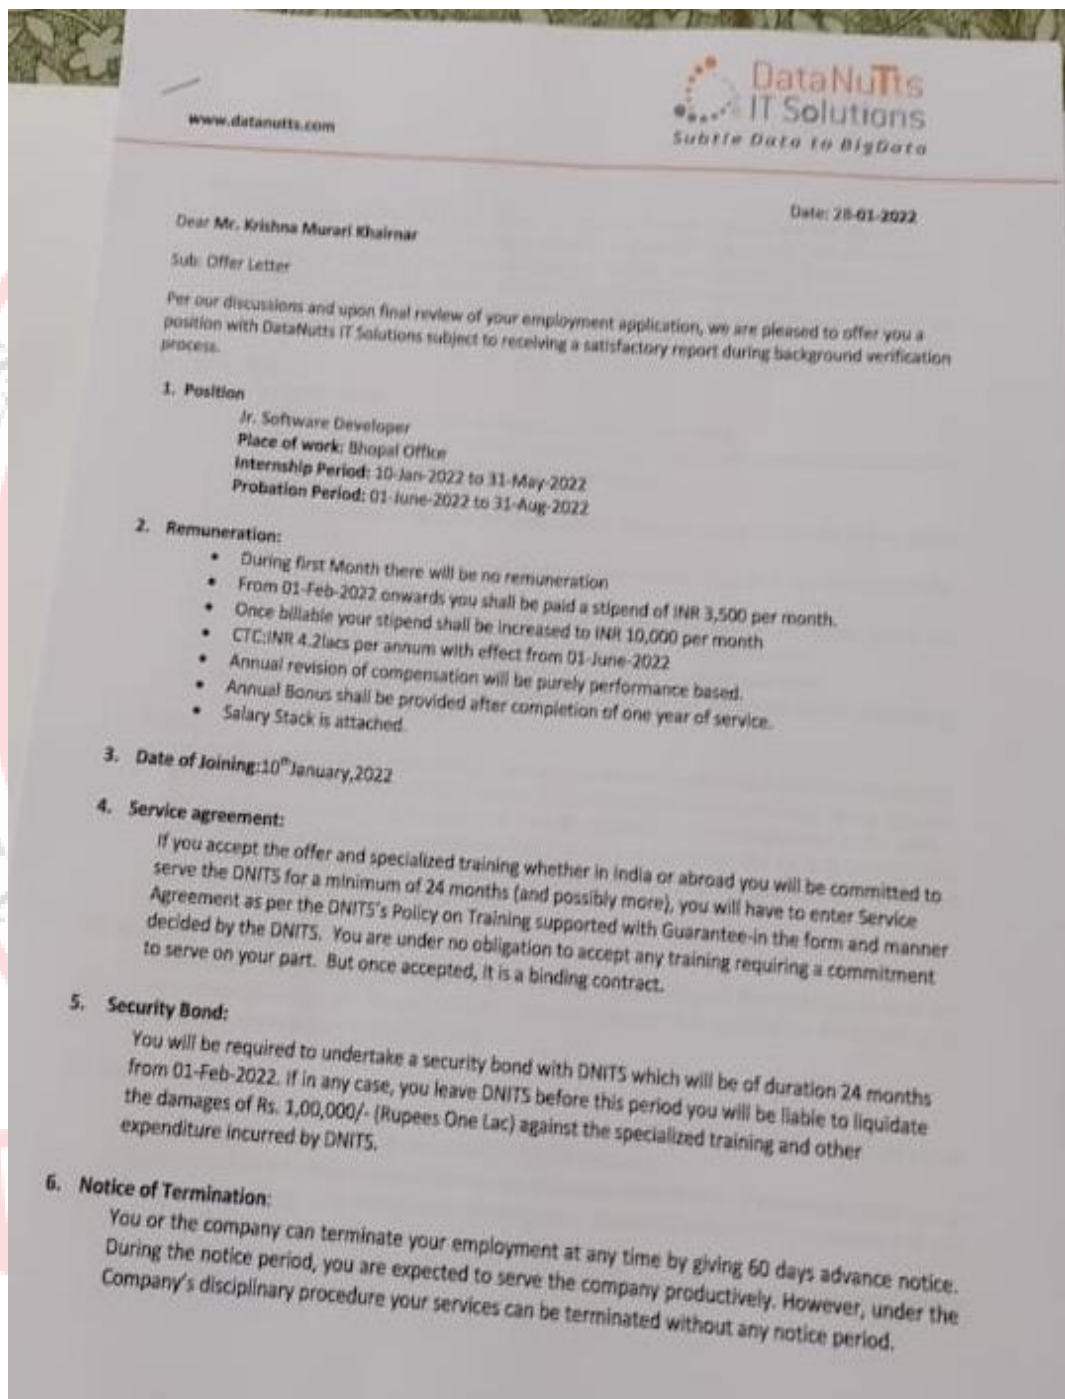 DataNuTts
IT Solutions
Subtle Data to BigData
www.datanutts.com
Date: 28-01-2022
Dear Mr. Krishna Murari Khairnar
Sub: Offer Letter
Per our discussions and upon final review of your employment application, we are pleased to offer you a
position with DataNutts IT Solutions subject to receiving a satisfactory report during background verification
process.
1. Position
Jr. Software Developer
Place of work: Bhopal Office
Internship Period: 10-Jan-2022 to 31-May-2022
Probation Period: 01-June-2022 to 31-Aug-2022
2. Remuneration:
• During first Month there will be no remuneration
• From 01-Feb-2022 onwards you shall be paid a stipend of INR 3,500 per month.
• Once billable your stipend shall be increased to INR 10,000 per month
• CTC:INR 4.2lacs per annum with effect from 01-June-2022
• Annual revision of compensation will be purely performance based.
• Annual Bonus shall be provided after completion of one year of service.
• Salary Stack is attached.
3. Date of Joining:10th January,2022
4. Service agreement:
If you accept the offer and specialized training whether in India or abroad you will be committed to
serve the DNITS for a minimum of 24 months (and possibly more), you will have to enter Service
Agreement as per the DNITS's Policy on Training supported with Guarantee-in the form and manner
decided by the DNITS. You are under no obligation to accept any training requiring a commitment
to serve on your part. But once accepted, it is a binding contract.
5. Security Bond:
You will be required to undertake a security bond with DNITS which will be of duration 24 months
from 01-Feb-2022. If in any case, you leave DNITS before this period you will be liable to liquidate
the damages of Rs. 1,00,000/- (Rupees One Lac) against the specialized training and other
expenditure incurred by DNITS.
6. Notice of Termination:
You or the company can terminate your employment at any time by giving 60 days advance notice.
During the notice period, you are expected to serve the company productively. However, under the
Company's disciplinary procedure your services can be terminated without any notice period.